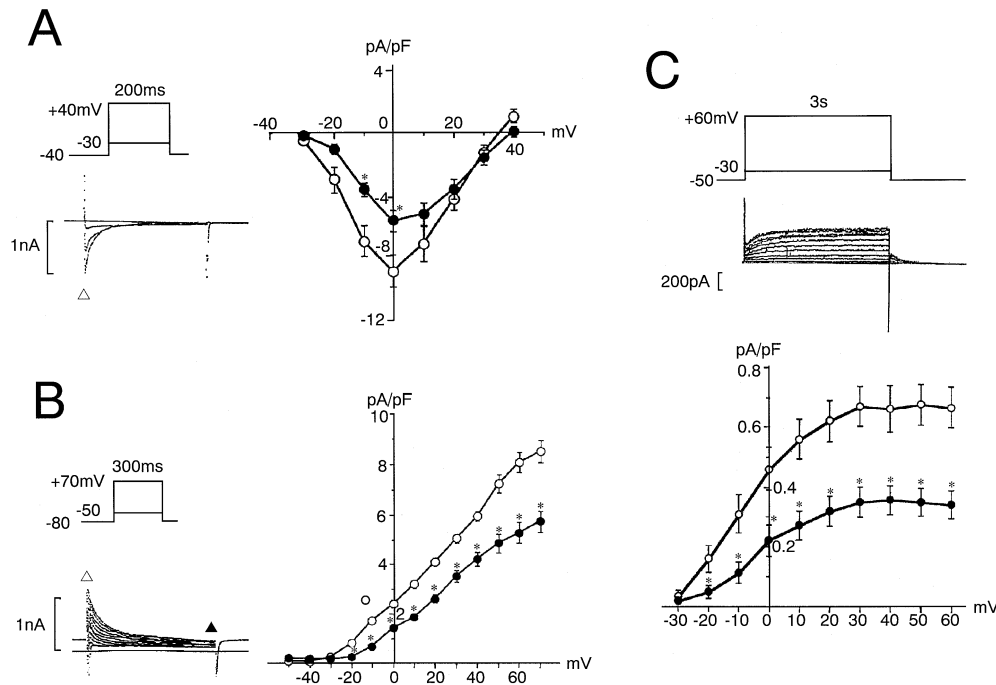 A
200ms
+40mV
-30
-40
1nA
△
pA/pF
4
-40
-20
0
20
40
mV
*
-4
*
-8
-12
B
300ms
+70mV
-50
-80
△
▲
1nA
pA/pF
10
8
6
4
2
* * * * * * * * * *
-40 -20 0 20 40 60
mV
C
3s
+60mV
-30
-50
200pA
pA/pF
0.8
0.6
0.4
0.2
* * * * * * * * *
-30 -20 -10 0 10 20 30 40 50 60
mV